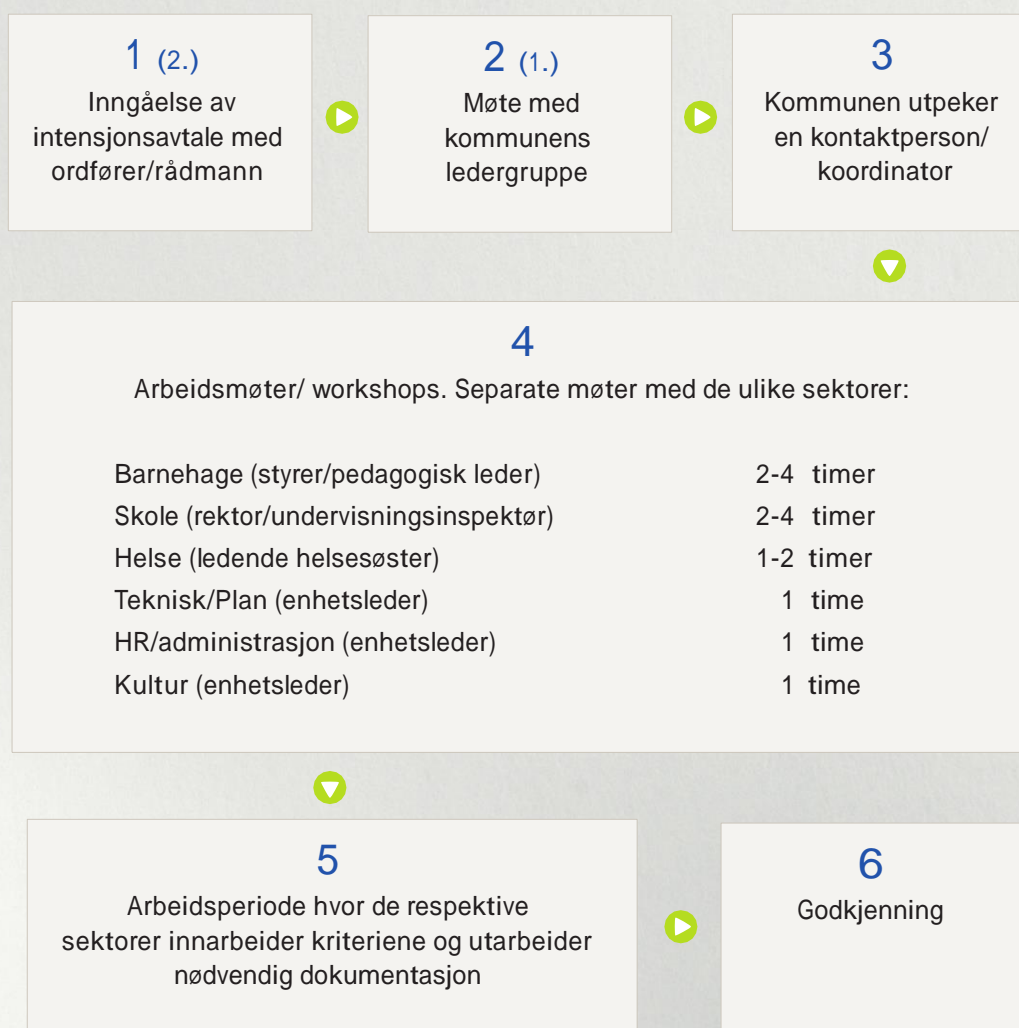 1 (2.)
Inngåelse av
intensjonsavtale med
ordfører/rådmann
2 (1.)
Møte med
kommunens
ledergruppe
3
Kommunen utpeker
en kontaktperson/
koordinator
4
Arbeidsmøter/ workshops. Separate møter med de ulike sektorer:
Barnehage (styrer/pedagogisk leder) 2-4 timer
Skole (rektor/undervisningsinspektør) 2-4 timer
Helse (ledende helsesøster) 1-2 timer
Teknisk/Plan (enhetsleder) 1 time
HR/administrasjon (enhetsleder) 1 time
Kultur (enhetsleder) 1 time
5
Arbeidsperiode hvor de respektive
sektorer innarbeider kriteriene og utarbeider
nødvendig dokumentasjon
6
Godkjenning